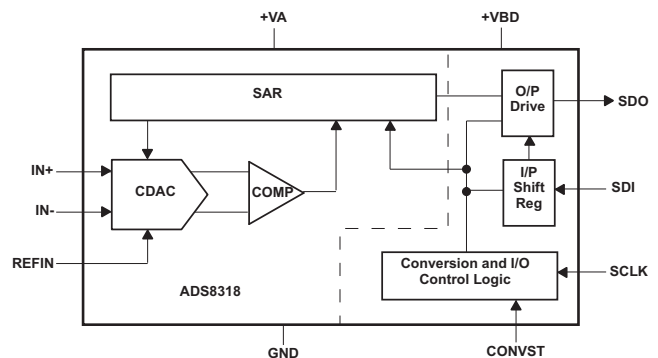 +VA
+VBD
SAR
O/P
Drive
SDO
IN+
IN-
CDAC
COMP
I/P
Shift
Reg
SDI
REFIN
Conversion and I/O
Control Logic
SCLK
ADS8318
GND
CONVST